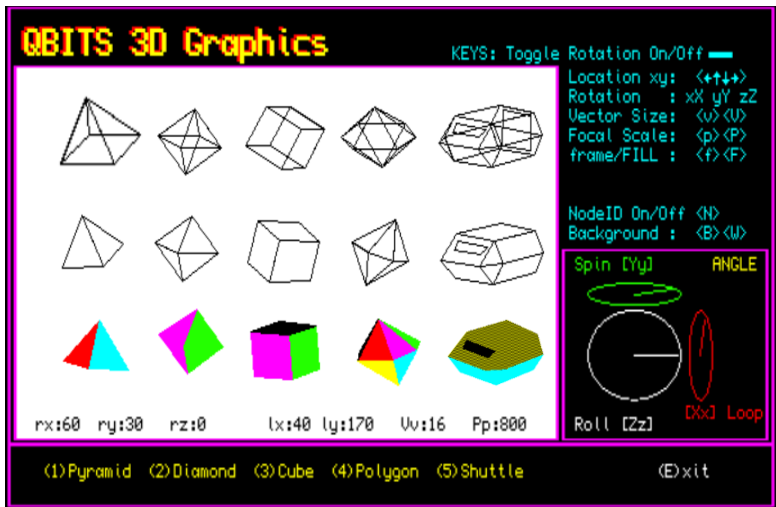 QBITS 3D Graphics
KEYS: Toggle Rotation On/Off
Location xy: <←↑↓→>
Rotation : xX yY zZ
Vector Size: <v><V>
Focal Scale: <p><P>
frame/FILL : <f><F>
NodeID On/Off <N>
Background : <B><W>
Spin [Yy] ANGLE
[Xx] Loop
Roll [Zz]
rx:60 ry:30 rz:0 lx:40 ly:170 Vv:16 Pp:800
(1)Pyramid (2)Diamond (3)Cube (4)Polygon (5)Shuttle (E)xit